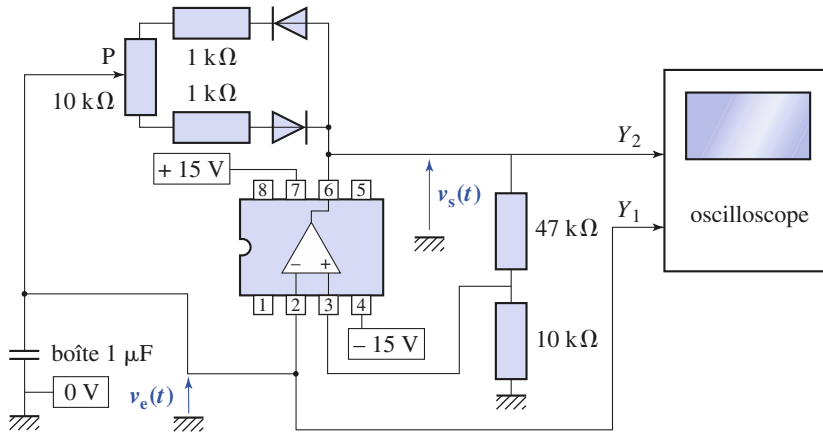 P
1 kΩ
10 kΩ
1 kΩ
+ 15 V
8 7 6 5
– +
1 2 3 4
– 15 V
vs(t)
Y2
Y1
47 kΩ
oscilloscope
10 kΩ
boîte 1 μF
0 V
ve(t)